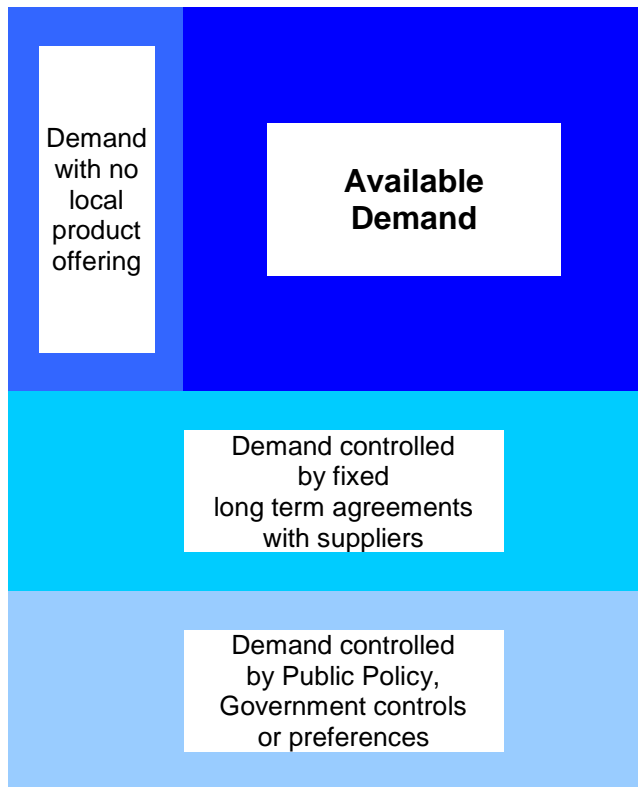 Demand
with no
local
product
offering
Available
Demand
Demand controlled
by fixed
long term agreements
with suppliers
Demand controlled
by Public Policy,
Government controls
or preferences